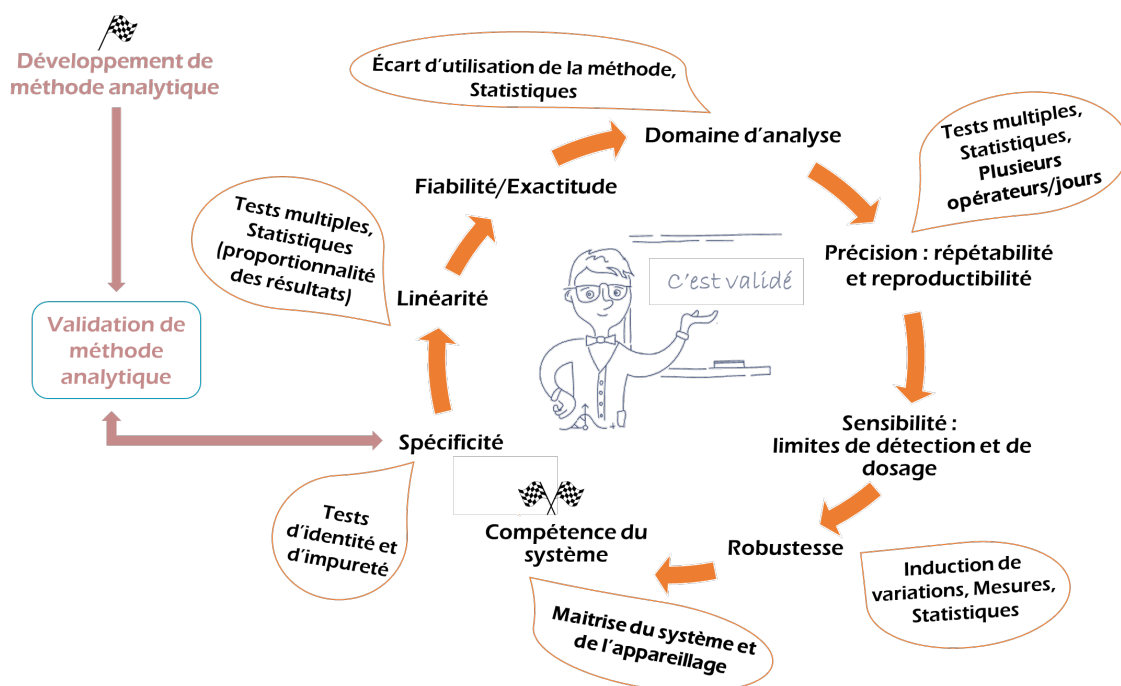 Développement de
méthode analytique
Validation de
méthode
analytique
Spécificité
Tests
d'identité et
d'impureté
Linéarité
Tests multiples,
Statistiques
(proportionnalité
des résultats)
Fiabilité/Exactitude
Écart d'utilisation de la méthode,
Statistiques
Domaine d'analyse
Tests multiples,
Statistiques,
Plusieurs
opérateurs/jours
Précision : répétabilité
et reproductibilité
C'est validé
Sensibilité :
limites de détection et de
dosage
Robustesse
Induction de
variations, Mesures,
Statistiques
Compétence du
système
Maitrise du système et
de l'appareillage